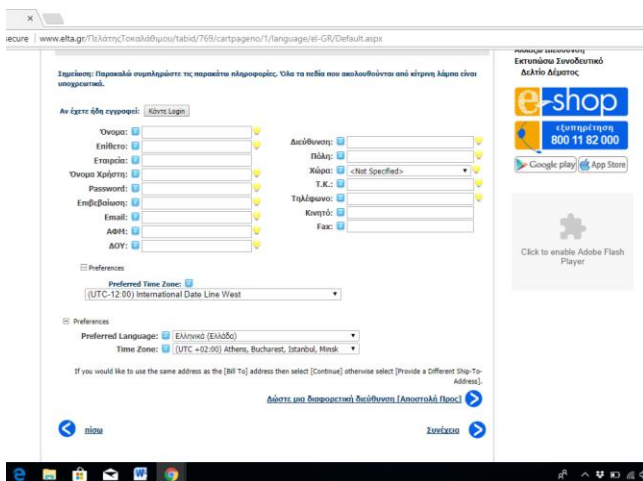 ×
ecure www.elta.gr/ΠελάτηςΤοκαλάθιμου/tabid/769/cartpageno/1/language/el-GR/Default.aspx
Αλλαξω Διεύθυνση
Εκτυπώσω Συνοδευτικό
Δελτίο Δέματος
Σημείωση: Παρακαλώ συμπληρώστε τις παρακάτω πληροφορίες. Όλα τα πεδία που ακολουθούνται από κίτρινη λάμπα είναι
υποχρεωτικά.
Αν έχετε ήδη εγγραφεί: Κάντε Login
Όνομα:
Επίθετο:
Εταιρεία:
Όνομα Χρήστη:
Password:
Επιβεβαίωση:
Email:
ΑΦΜ:
ΔΟΥ:
Διεύθυνση:
Πόλη:
Χώρα: <Not Specified>
Τ.Κ.:
Τηλέφωνο:
Κινητό:
Fax:
e-shop
εξυπηρέτηση
800 11 82 000
Google play App Store
Click to enable Adobe Flash
Player
Preferences
Preferred Time Zone:
(UTC-12:00) International Date Line West
Preferences
Preferred Language: Ελληνικά (Ελλάδα)
Time Zone: (UTC +02:00) Athens, Bucharest, Istanbul, Minsk
If you would like to use the same address as the [Bill To] address then select [Continue] otherwise select [Provide a Different Ship-To-
Address].
Δώστε μια διαφορετική διεύθυνση [Αποστολή Προς]
πίσω
Συνέχεια